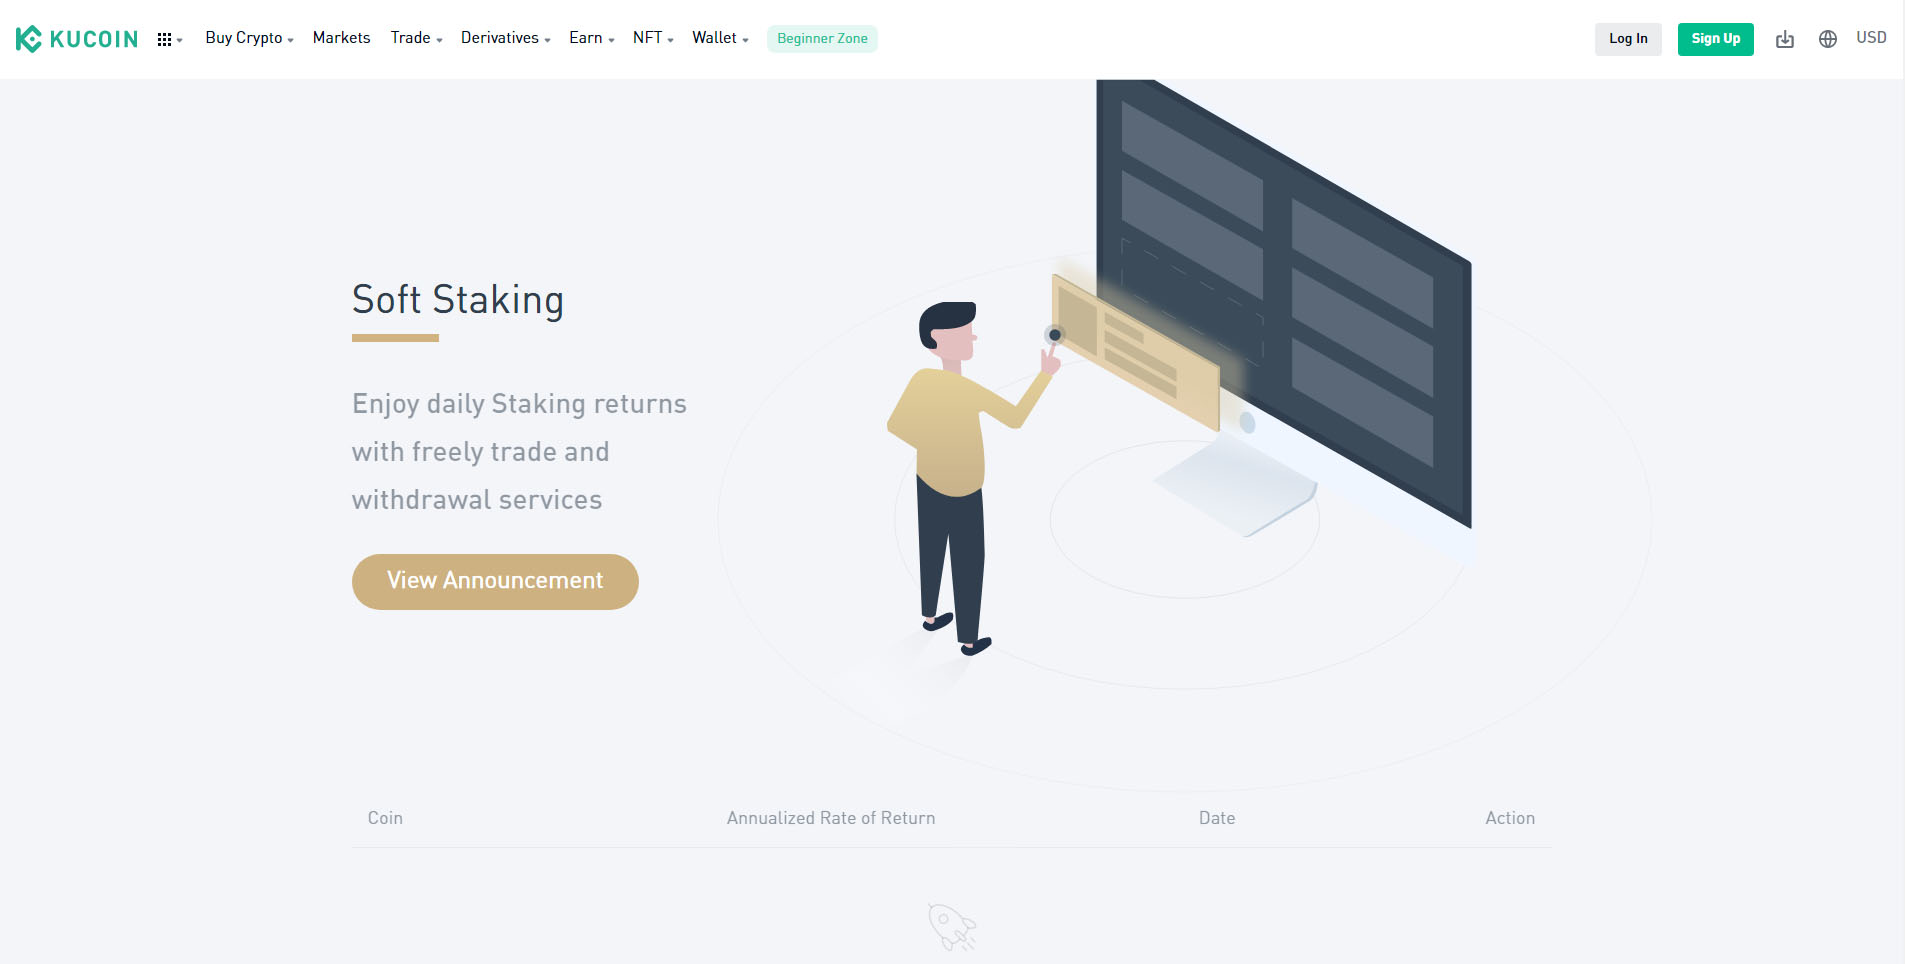 KUCOIN
Buy Crypto
Markets
Trade
Derivatives
Earn
NFT
Wallet
Beginner Zone
Log In
Sign Up
USD
Soft Staking
Enjoy daily Staking returns
with freely trade and
withdrawal services
View Announcement
Coin
Annualized Rate of Return
Date
Action